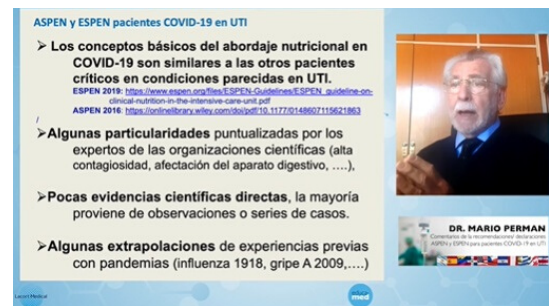 ASPEN y ESPEN pacientes COVID-19 en UTI
➢ Los conceptos básicos del abordaje nutricional en
COVID-19 son similares a las otros pacientes
críticos en condiciones parecidas en UTI.
ESPEN 2019: https://www.espen.org/files/ESPEN-Guidelines/ESPEN_guideline-on-
clinical-nutrition-in-the-intensive-care-unit.pdf
ASPEN 2016: https://onlinelibrary.wiley.com/doi/pdf/10.1177/0148607115621863
/
➢Algunas particularidades puntualizadas por los
expertos de las organizaciones científicas (alta
contagiosidad, afectación del aparato digestivo, ....),
➢Pocas evidencias científicas directas, la mayoría
proviene de observaciones o series de casos.
➢Algunas extrapolaciones de experiencias previas
con pandemias (influenza 1918, gripe A 2009,....)
DR. MARIO PERMAN
Comentarios de la recomendaciones/ declaraciones
ASPEN y ESPEN para pacientes COVID-19 en UTI
Locort Medical
med